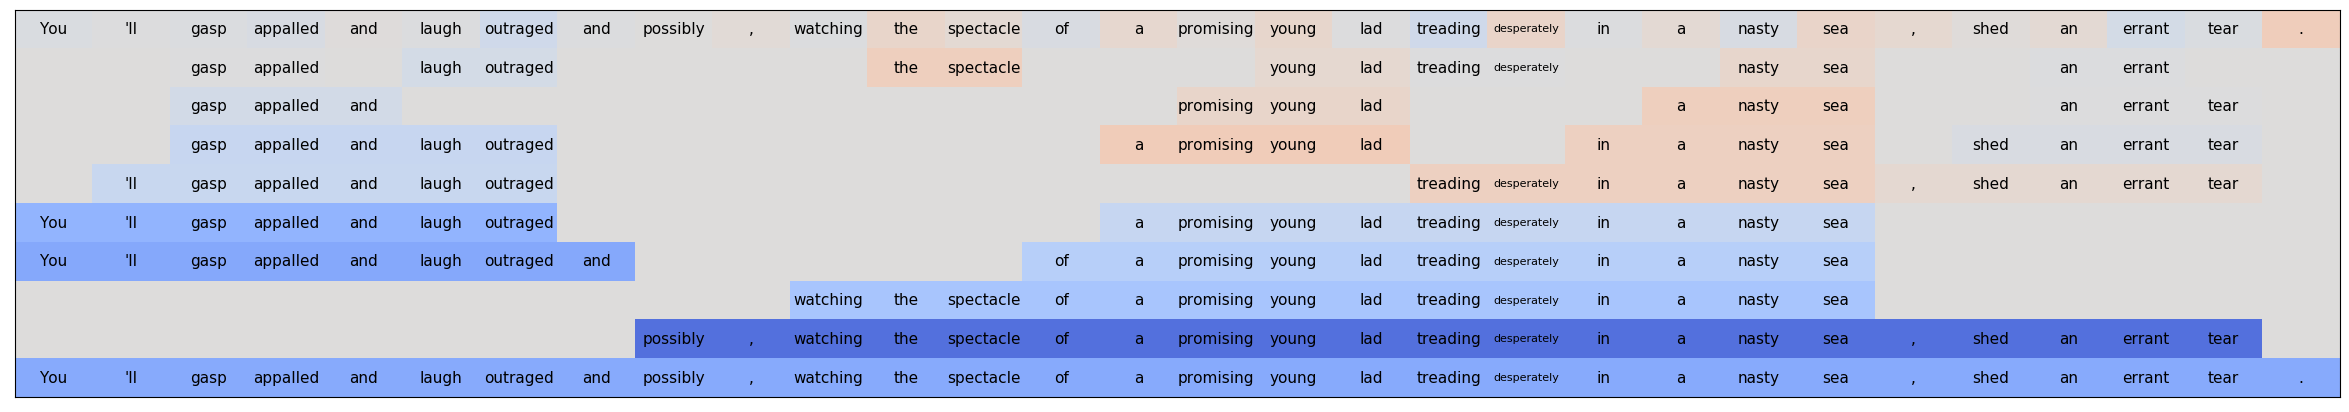 You 'll gasp appalled and laugh outraged and possibly , watching the spectacle of a promising young lad treading desperately in a nasty sea , shed an errant tear .
gasp appalled laugh outraged the spectacle young lad treading desperately nasty sea an errant
gasp appalled and promising young lad a nasty sea an errant tear
gasp appalled and laugh outraged a promising young lad in a nasty sea shed an errant tear
'll gasp appalled and laugh outraged treading desperately in a nasty sea , shed an errant tear
You 'll gasp appalled and laugh outraged a promising young lad treading desperately in a nasty sea
You 'll gasp appalled and laugh outraged and of a promising young lad treading desperately in a nasty sea
watching the spectacle of a promising young lad treading desperately in a nasty sea
possibly , watching the spectacle of a promising young lad treading desperately in a nasty sea , shed an errant tear
You 'll gasp appalled and laugh outraged and possibly , watching the spectacle of a promising young lad treading desperately in a nasty sea , shed an errant tear .